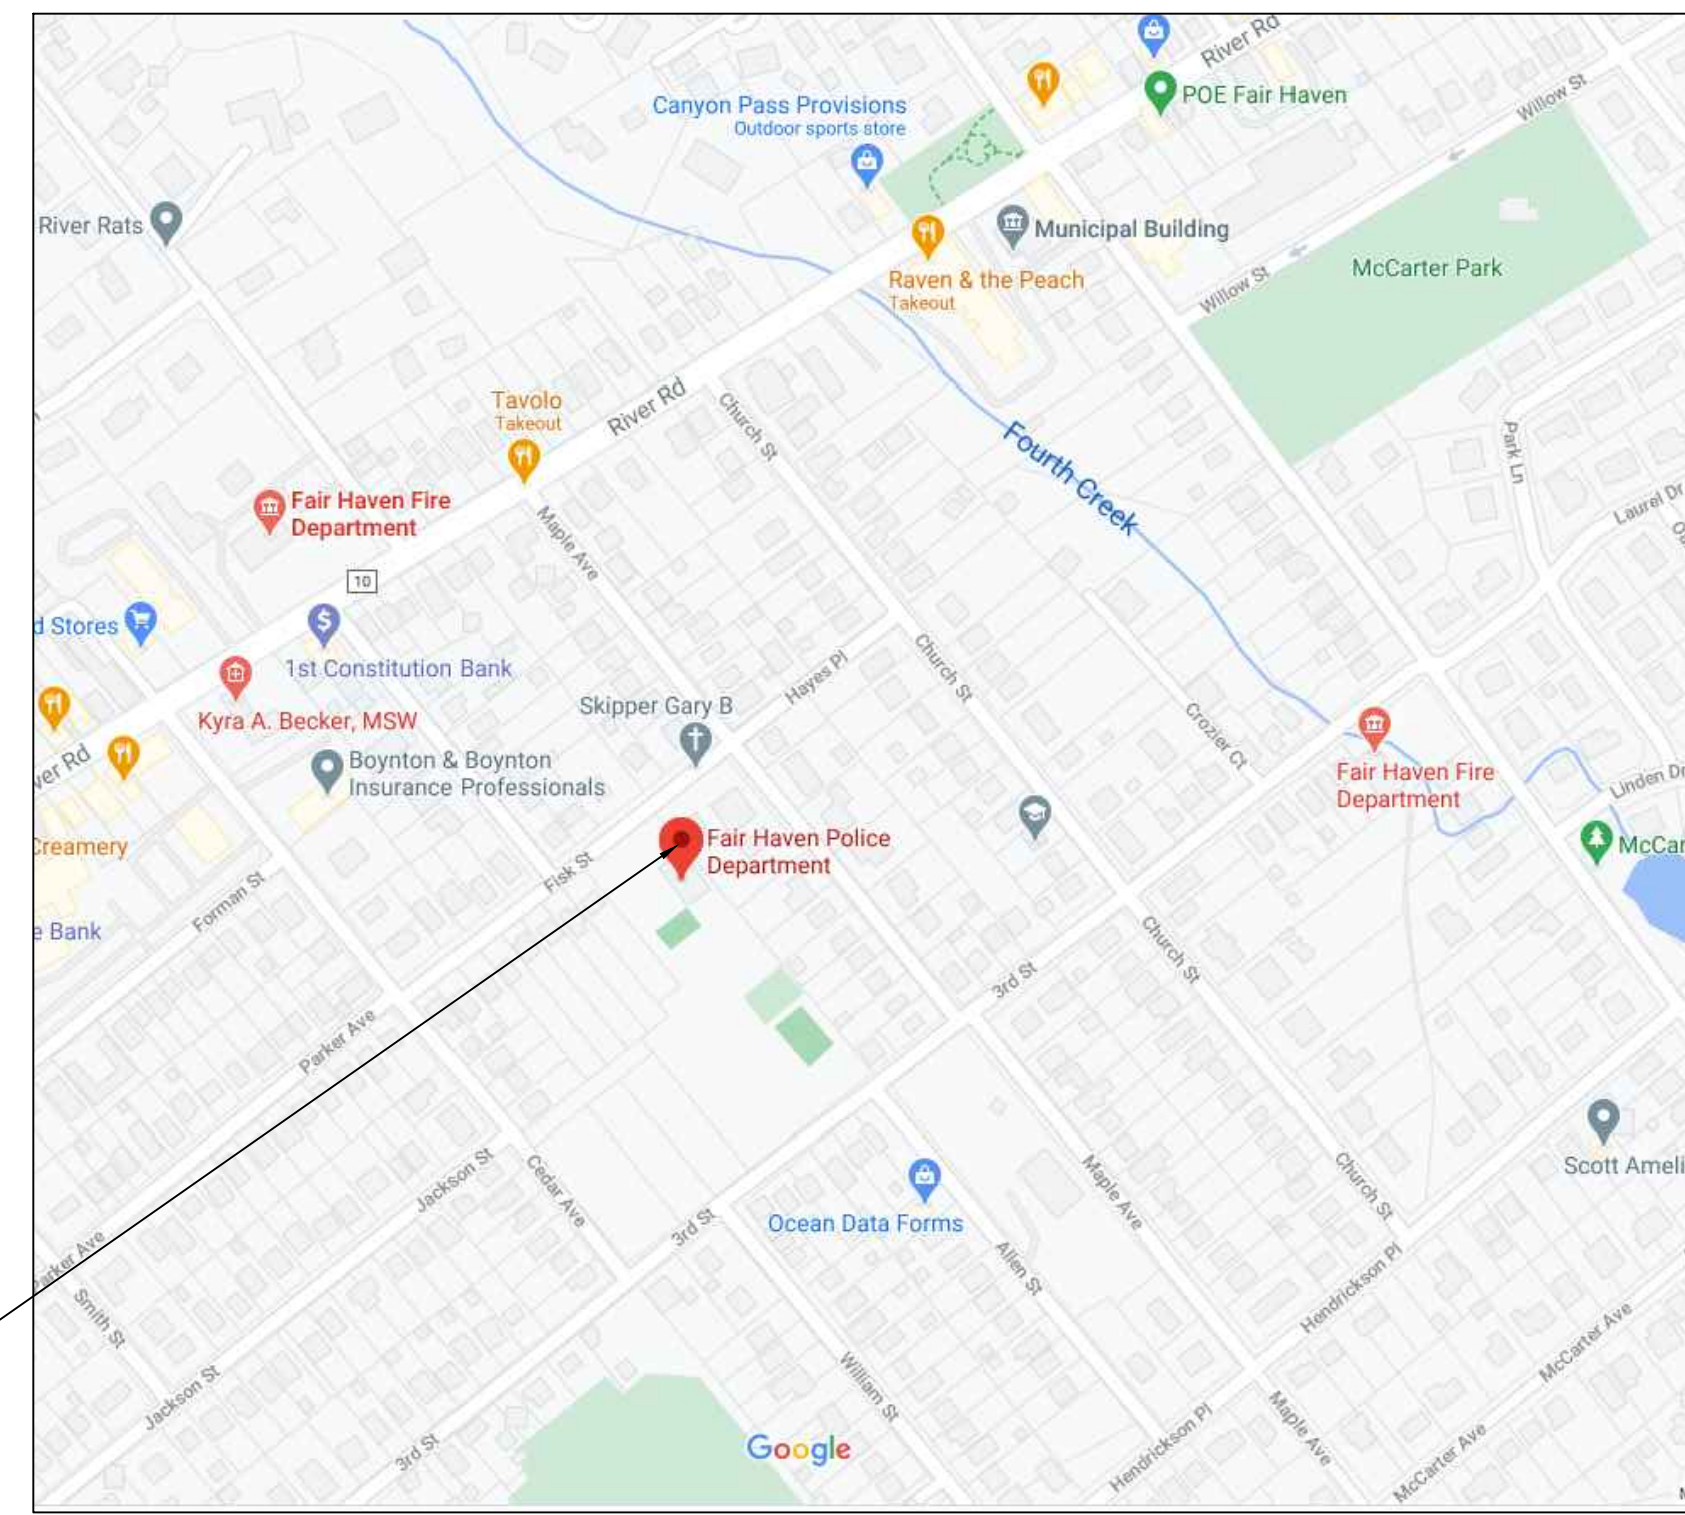 River Rd
Willow St
Canyon Pass Provisions
Outdoor sports store
POE Fair Haven
River Rats
Municipal Building
Raven & the Peach
Takeout
Willow St
McCarter Park
Tavolo
Takeout
River Rd
Church St
Fourth Creek
Park Ln
Laurel Dr
Fair Haven Fire
Department
Maple Ave
10
d Stores
1st Constitution Bank
Kyra A. Becker, MSW
Skipper Gary B
Hayes Pl
Church St
Crozier Ct
ver Rd
Boynton & Boynton
Insurance Professionals
Fair Haven Fire
Department
Linden Dr
Creamery
Fisk St
Fair Haven Police
Department
McCar
Forman St
e Bank
Church St
3rd St
Parker Ave
Jackson St
Cedar Ave
Maple Ave
Church St
Scott Ameli
3rd St
Ocean Data Forms
Allen St
Parker Ave
Smith St
Hendrickson Pl
McCarter Ave
Jackson St
William St
3rd St
Google
Hendrickson Pl
Maple Ave
McCarter Ave